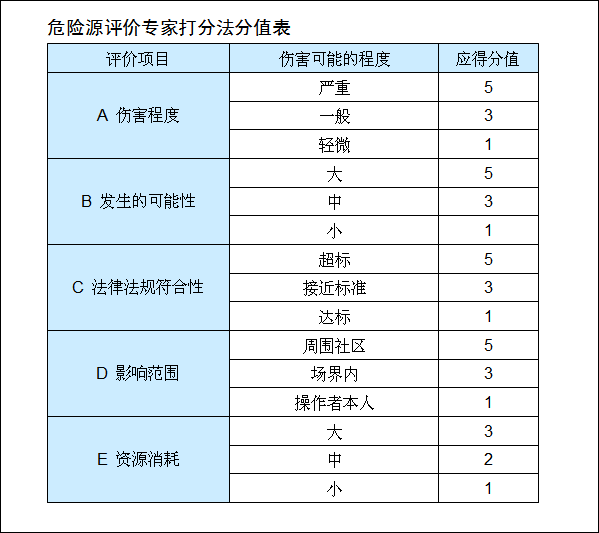 危险源评价专家打分法分值表
评价项目 伤害可能的程度 应得分值
A 伤害程度 严重 5
一般 3
轻微 1
B 发生的可能性 大 5
中 3
小 1
C 法律法规符合性 超标 5
接近标准 3
达标 1
D 影响范围 周围社区 5
场界内 3
操作者本人 1
E 资源消耗 大 3
中 2
小 1